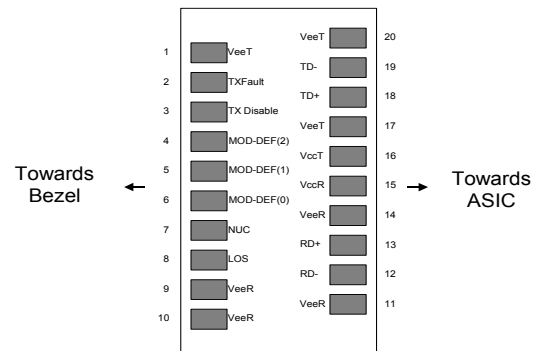 VeeT 20
1 VeeT
TD- 19
2 TXFault
TD+ 18
3 TX Disable
VeeT 17
4 MOD-DEF(2)
VccT 16
5 MOD-DEF(1)
Towards
Bezel
VccR 15
Towards
ASIC
6 MOD-DEF(0)
VeeR 14
7 NUC
RD+ 13
8 LOS
RD- 12
9 VeeR
VeeR 11
10 VeeR